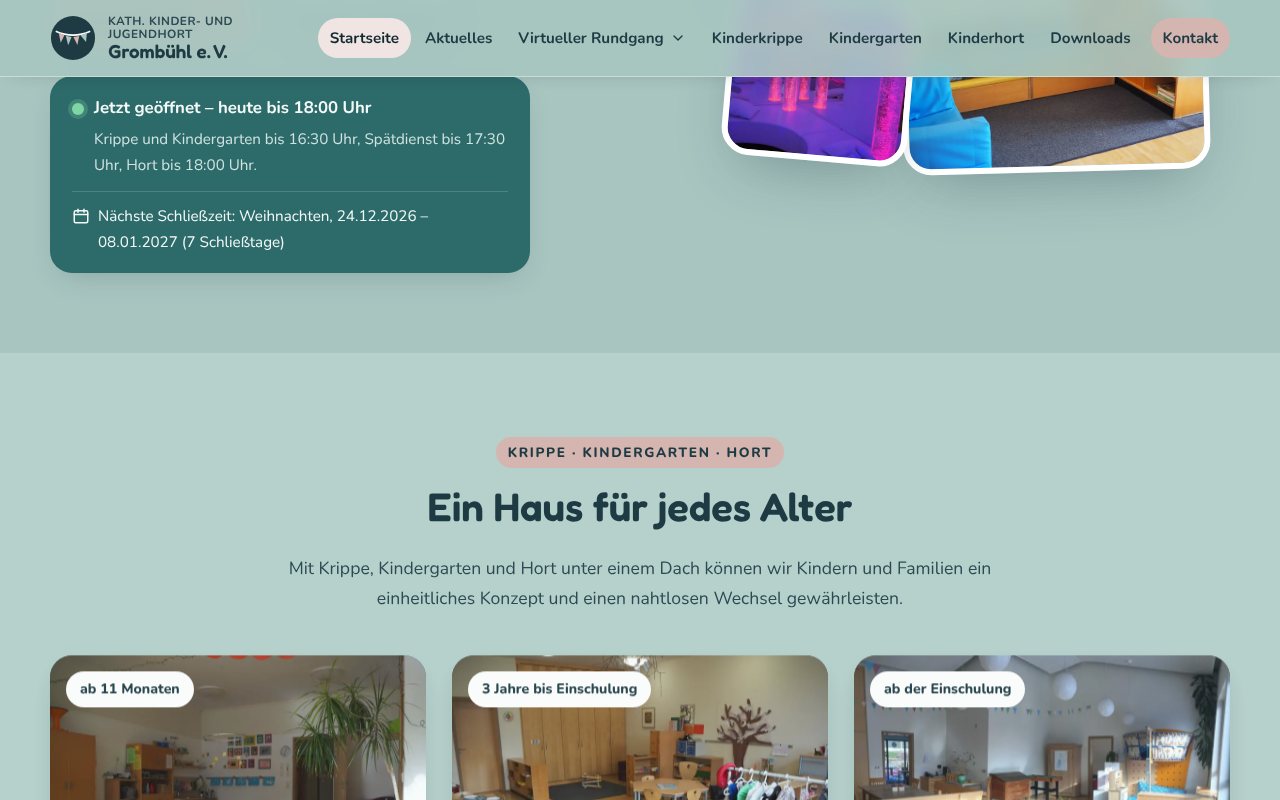 KATH. KINDER- UND
JUGENDHORT
Grombühl e. V.
Startseite
Aktuelles
Virtueller Rundgang
Kinderkrippe
Kindergarten
Kinderhort
Downloads
Kontakt
Jetzt geöffnet – heute bis 18:00 Uhr
Krippe und Kindergarten bis 16:30 Uhr, Spätdienst bis 17:30
Uhr, Hort bis 18:00 Uhr.
Nächste Schließzeit: Weihnachten, 24.12.2026 –
08.01.2027 (7 Schließtage)
KRIPPE · KINDERGARTEN · HORT
Ein Haus für jedes Alter
Mit Krippe, Kindergarten und Hort unter einem Dach können wir Kindern und Familien ein
einheitliches Konzept und einen nahtlosen Wechsel gewährleisten.
ab 11 Monaten
3 Jahre bis Einschulung
ab der Einschulung